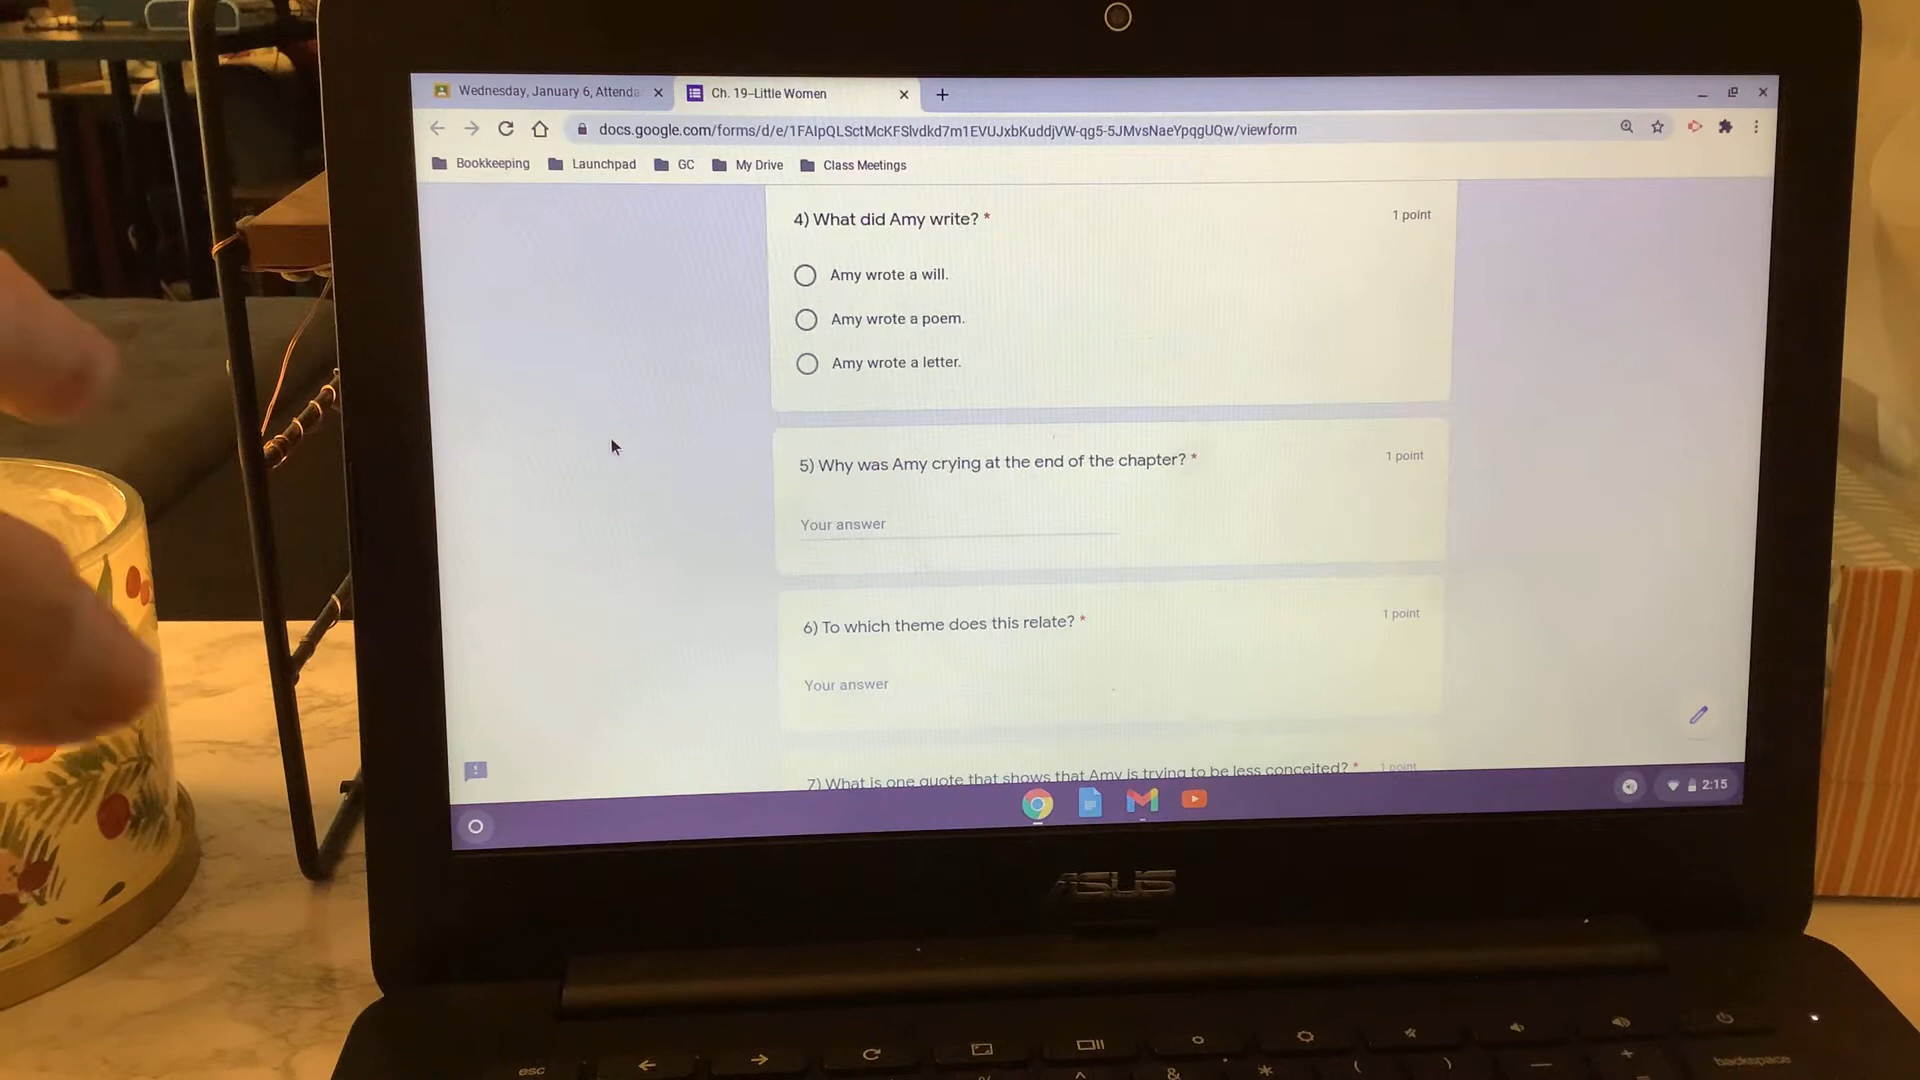 Wednesday, January 6, Attenda
Ch. 19–Little Women
docs.google.com/forms/d/e/1FAIpQLSctMcKFSlvdkd7m1EVUJxbKuddjVW-qg5-5JMvsNaeYpqgUQw/viewform
Bookkeeping
Launchpad
GC
My Drive
Class Meetings
4) What did Amy write? *
1 point
Amy wrote a will.
Amy wrote a poem.
Amy wrote a letter.
5) Why was Amy crying at the end of the chapter? *
1 point
Your answer
6) To which theme does this relate? *
1 point
Your answer
7) What is one quote that shows that Amy is trying to be less conceited? *
1 point
2:15
ASUS
esc
backspace